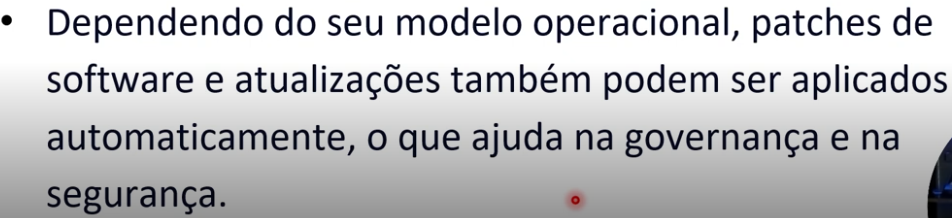 • Dependendo do seu modelo operacional, patches de
software e atualizações também podem ser aplicados
automaticamente, o que ajuda na governança e na
segurança.